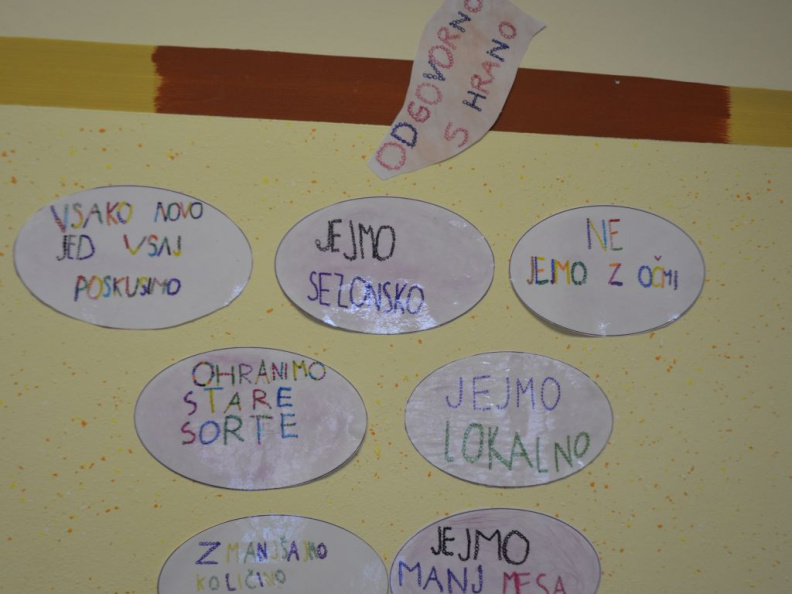 ODGOVORNO
S HRANO
VSAKO NOVO
JED VSAJ
POSKUSIMO
JEJMO
SEZONSKO
NE
JEJMO Z OČMI
OHRANIMO
STARE
SORTE
JEJMO
LOKALNO
ZMANJŠAJMO
KOLIČINO
JEJMO
MANJ MESA